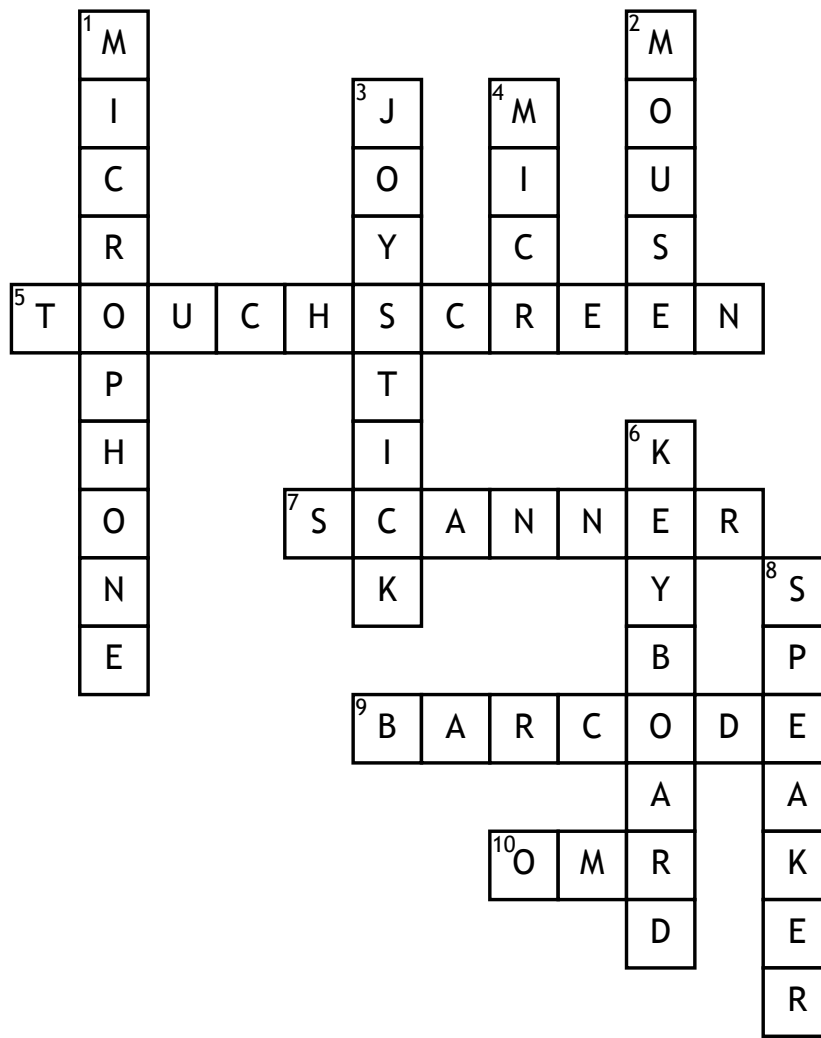 1 M 2 M
I 3 J 4 M O
C O I U
R Y C S
5 T O U C H S C R E E N
P T
H I 6 K
O 7 S C A N N E R
N K Y 8 S
E B P
9 B A R C O D E
A A
10 O M R K
D E
R